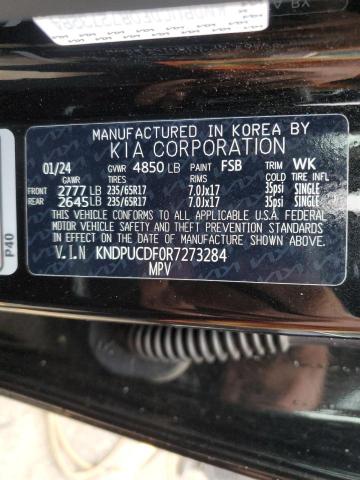 MANUFACTURED IN KOREA BY
KIA CORPORATION
01/24 GVWR 4850 LB PAINT FSB TRIM WK
GAWR TIRES RIMS COLD TIRE INFL
FRONT 2777 LB 235/65R17 7.0Jx17 35psi SINGLE
REAR 2645 LB 235/65R17 7.0Jx17 35psi SINGLE
THIS VEHICLE CONFORMS TO ALL APPLICABLE U.S.A. FEDERAL
MOTOR VEHICLE SAFETY AND THEFT PREVENTION STANDARDS
IN EFFECT ON THE DATE OF MANUFACTURE SHOWN ABOVE.
V.I.N KNDPUCDF0R7273284
MPV
P40